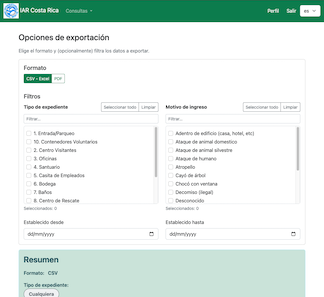 IAR Costa Rica
Consultas
Perfil
Salir
es
Opciones de exportación
Elige el formato y (opcionalmente) filtra los datos a exportar.
Formato
CSV - Excel
PDF
Filtros
Tipo de expediente
Seleccionar todo
Limpiar
Filtrar...
1. Entrada/Parqueo
10. Contenedores Voluntarios
2. Centro Visitantes
3. Oficinas
4. Santuario
5. Casita de Empleados
6. Bodega
7. Baños
8. Centro de Rescate
Seleccionados: 0
Motivo de ingreso
Seleccionar todo
Limpiar
Filtrar...
Adentro de edificio (casa, hotel, etc)
Ataque de animal domestico
Ataque de animal silvestre
Ataque de humano
Atropello
Cayó de árbol
Chocó con ventana
Decomiso (legal)
Desconocido
Seleccionados: 0
Establecido desde
dd/mm/yyyy
Establecido hasta
dd/mm/yyyy
Resumen
Formato: CSV
Tipo de expediente:
Cualquiera